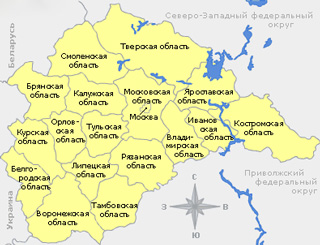 Северо-Западный федеральный
округ
Беларусь
Тверская область
Смоленская
область
Брянская
область
Калужская
область
Московская
область
Ярославская
область
Москва
Костромская
область
Иванов
ская
область
Орлов-
ская
область
Тульская
область
Влади-
мирская
область
Курская
область
Рязанская
область
Липецкая
область
Белго-
родская
область
Приволжский
федеральный
округ
Украина
Тамбовская
область
Воронежская
область
С
З
В
Ю